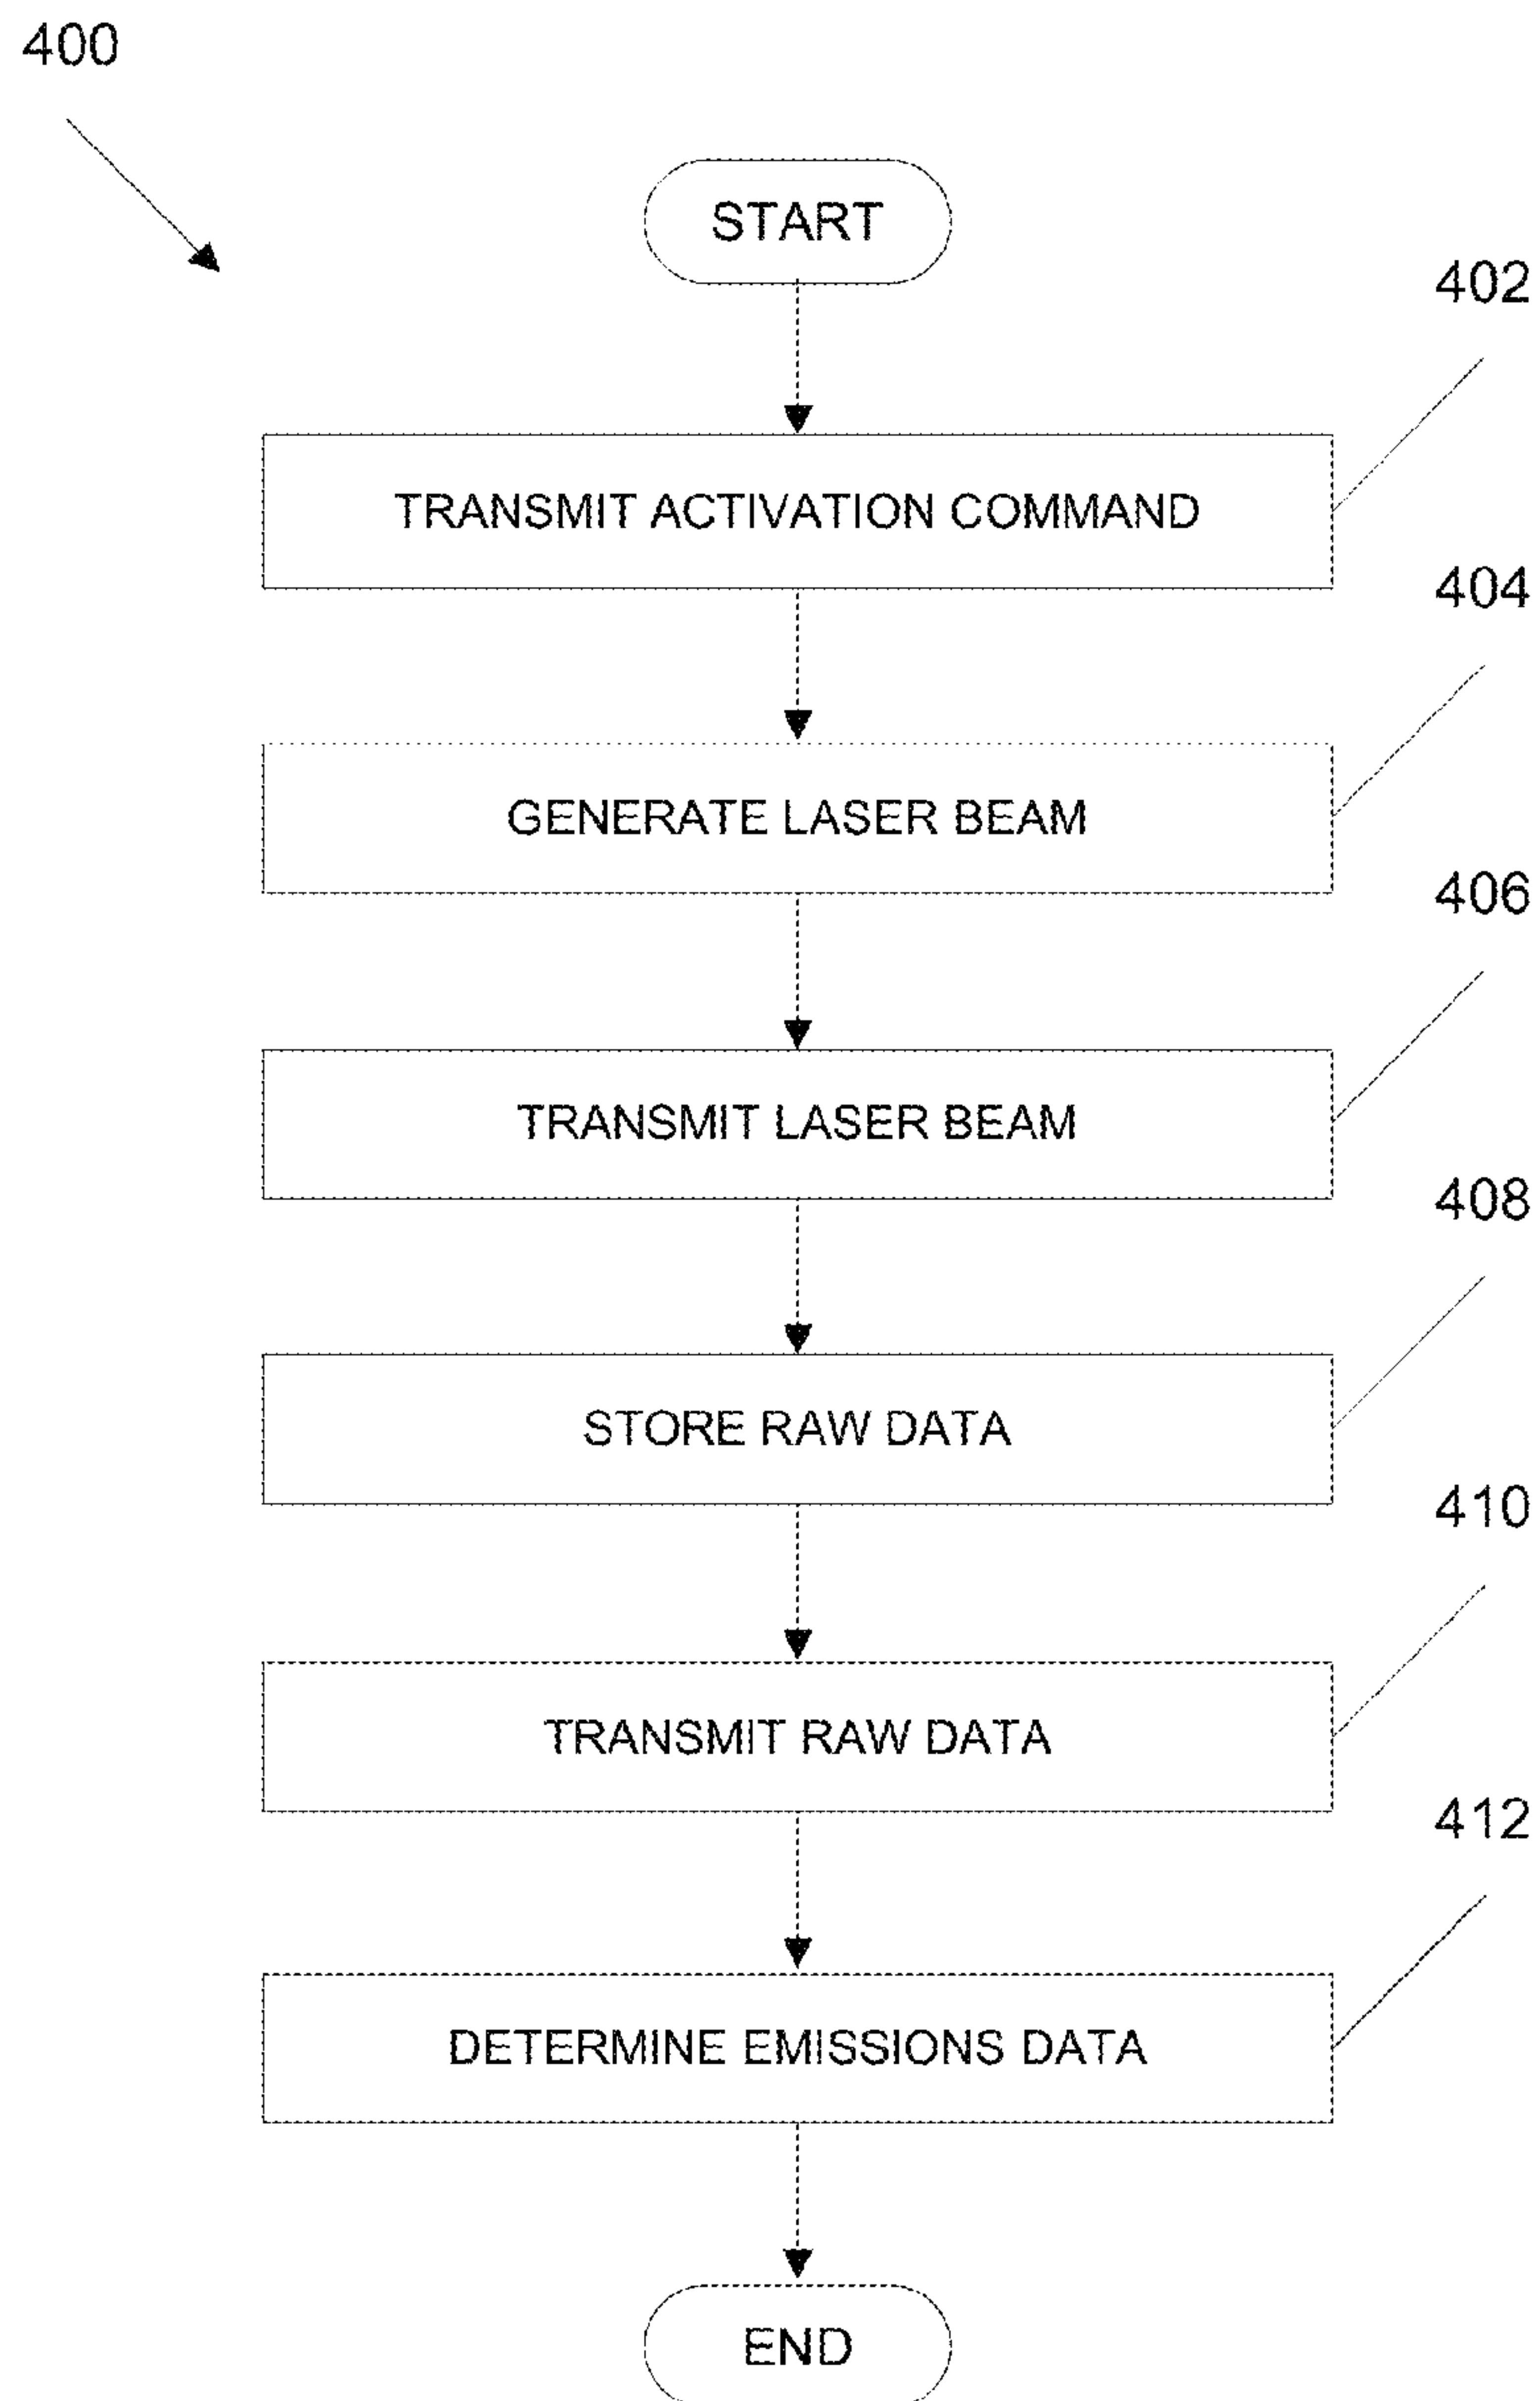 400
START
402
TRANSMIT ACTIVATION COMMAND
404
GENERATE LASER BEAM
406
TRANSMIT LASER BEAM
408
STORE RAW DATA
410
TRANSMIT RAW DATA
412
DETERMINE EMISSIONS DATA
END